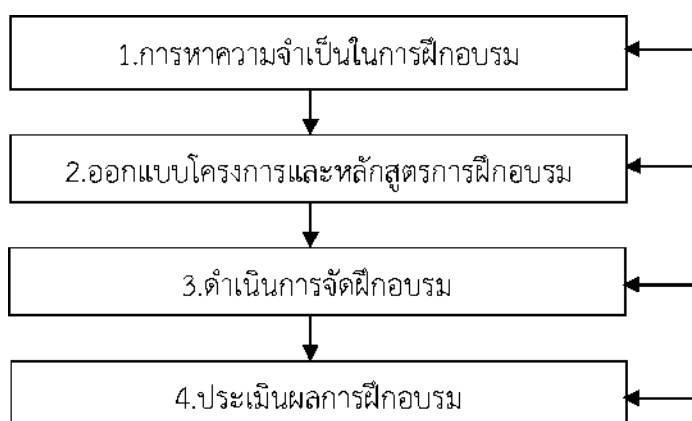 1.การหาความจำเป็นในการฝึกอบรม
2.ออกแบบโครงการและหลักสูตรการฝึกอบรม
3.ดำเนินการจัดฝึกอบรม
4.ประเมินผลการฝึกอบรม